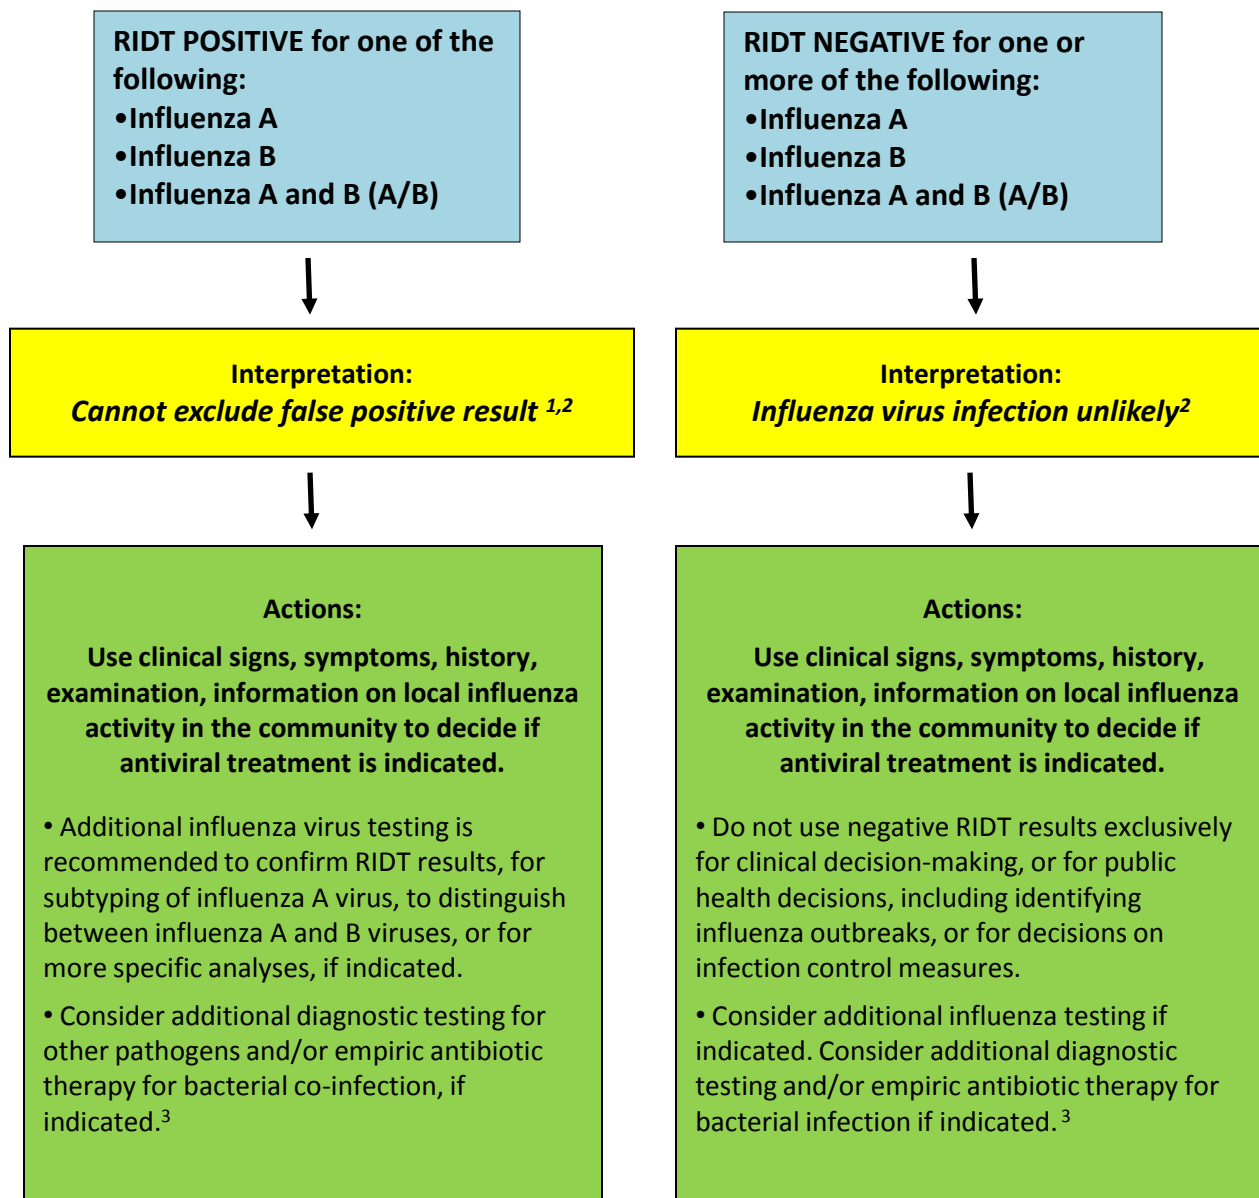 RIDT POSITIVE for one of the
following:
•Influenza A
•Influenza B
•Influenza A and B (A/B)
Interpretation:
Cannot exclude false positive result 1,2
Actions:
Use clinical signs, symptoms, history,
examination, information on local influenza
activity in the community to decide if
antiviral treatment is indicated.
• Additional influenza virus testing is
recommended to confirm RIDT results, for
subtyping of influenza A virus, to distinguish
between influenza A and B viruses, or for
more specific analyses, if indicated.
• Consider additional diagnostic testing for
other pathogens and/or empiric antibiotic
therapy for bacterial co-infection, if
indicated.3
RIDT NEGATIVE for one or
more of the following:
•Influenza A
•Influenza B
•Influenza A and B (A/B)
Interpretation:
Influenza virus infection unlikely2
Actions:
Use clinical signs, symptoms, history,
examination, information on local influenza
activity in the community to decide if
antiviral treatment is indicated.
• Do not use negative RIDT results exclusively
for clinical decision-making, or for public
health decisions, including identifying
influenza outbreaks, or for decisions on
infection control measures.
• Consider additional influenza testing if
indicated. Consider additional diagnostic
testing and/or empiric antibiotic therapy for
bacterial infection if indicated. 3